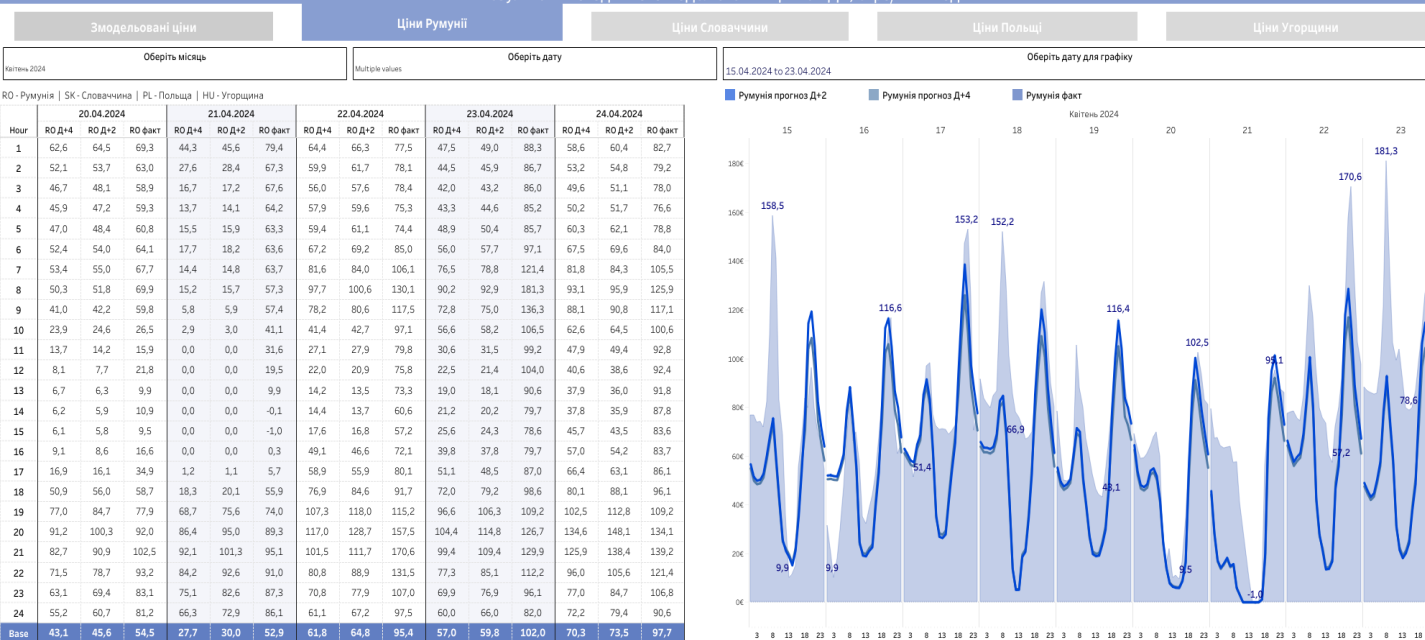 Змодельовані ціни
Ціни Румунії
Ціни Словаччини
Ціни Польщі
Ціни Угорщини
Оберіть місяць
Квітень 2024
Оберіть дату
Multiple values
Оберіть дату для графіку
15.04.2024 to 23.04.2024
RO - Румунія | SK - Словаччина | PL - Польща | HU - Угорщина
20.04.2024 21.04.2024 22.04.2024 23.04.2024 24.04.2024
Hour RO Д+4 RO Д+2 RO факт RO Д+4 RO Д+2 RO факт RO Д+4 RO Д+2 RO факт RO Д+4 RO Д+2 RO факт RO Д+4 RO Д+2 RO факт
1 62,6 64,5 69,3 44,3 45,6 79,4 64,4 66,3 77,5 47,5 49,0 88,3 58,6 60,4 82,7
2 52,1 53,7 63,0 27,6 28,4 67,3 59,9 61,7 78,1 44,5 45,9 86,7 53,2 54,8 79,2
3 46,7 48,1 58,9 16,7 17,2 67,6 56,0 57,6 78,4 42,0 43,2 86,0 49,6 51,1 78,0
4 45,9 47,2 59,3 13,7 14,1 64,2 57,9 59,6 75,3 43,3 44,6 85,2 50,2 51,7 76,6
5 47,0 48,4 60,8 15,5 15,9 63,3 59,4 61,1 74,4 48,9 50,4 85,7 60,3 62,1 78,8
6 52,4 54,0 64,1 17,7 18,2 63,6 67,2 69,2 85,0 56,0 57,7 97,1 67,5 69,6 84,0
7 53,4 55,0 67,7 14,4 14,8 63,7 81,6 84,0 106,1 76,5 78,8 121,4 81,8 84,3 105,5
8 50,3 51,8 69,9 15,2 15,7 57,3 97,7 100,6 130,1 90,2 92,9 181,3 93,1 95,9 125,9
9 41,0 42,2 59,8 5,8 5,9 57,4 78,2 80,6 117,5 72,8 75,0 136,3 88,1 90,8 117,1
10 23,9 24,6 26,5 2,9 3,0 41,1 41,4 42,7 97,1 56,6 58,2 106,5 62,6 64,5 100,6
11 13,7 14,2 15,9 0,0 0,0 31,6 27,1 27,9 79,8 30,6 31,5 99,2 47,9 49,4 92,8
12 8,1 7,7 21,8 0,0 0,0 19,5 22,0 20,9 75,8 22,5 21,4 104,0 40,6 38,6 92,4
13 6,7 6,3 9,9 0,0 0,0 9,9 14,2 13,5 73,3 19,0 18,1 90,6 37,9 36,0 91,8
14 6,2 5,9 10,9 0,0 0,0 -0,1 14,4 13,7 60,6 21,2 20,2 79,7 37,8 35,9 87,8
15 6,1 5,8 9,5 0,0 0,0 -1,0 17,6 16,8 57,2 25,6 24,3 78,6 45,7 43,5 83,6
16 9,1 8,6 16,6 0,0 0,0 0,3 49,1 46,6 72,1 39,8 37,8 79,7 57,0 54,2 83,7
17 16,9 16,1 34,9 1,2 1,1 5,7 58,9 55,9 80,1 51,1 48,5 87,0 66,4 63,1 86,1
18 50,9 56,0 58,7 18,3 20,1 55,9 76,9 84,6 91,7 72,0 79,2 98,6 80,1 88,1 96,1
19 77,0 84,7 77,9 68,7 75,6 74,0 107,3 118,0 115,2 96,6 106,3 109,2 102,5 112,8 109,2
20 91,2 100,3 92,0 86,4 95,0 89,3 117,0 128,7 157,5 104,4 114,8 126,7 134,6 148,1 134,1
21 82,7 90,9 102,5 92,1 101,3 95,1 101,5 111,7 170,6 99,4 109,4 129,9 125,9 138,4 139,2
22 71,5 78,7 93,2 84,2 92,6 91,0 80,8 88,9 131,5 77,3 85,1 112,2 96,0 105,6 121,4
23 63,1 69,4 83,1 75,1 82,6 87,3 70,8 77,9 107,0 69,9 76,9 96,1 77,0 84,7 106,8
24 55,2 60,7 81,2 66,3 72,9 86,1 61,1 67,2 97,5 60,0 66,0 82,0 72,2 79,4 90,6
Base 43,1 45,6 54,5 27,7 30,0 52,9 61,8 64,8 95,4 57,0 59,8 102,0 70,3 73,5 97,7
Румунія прогноз Д+2 Румунія прогноз Д+4 Румунія факт
Квітень 2024
15 16 17 18 19 20 21 22 23
180€
160€
140€
120€
100€
80€
60€
40€
20€
0€
158,5
9,9
9,9
116,6
51,4
153,2
152,2
66,9
43,1
116,4
9,5
102,5
-1,0
95,1
57,2
170,6
181,3
78,6
3 8 13 18 23 3 8 13 18 23 3 8 13 18 23 3 8 13 18 23 3 8 13 18 23 3 8 13 18 23 3 8 13 18 23 3 8 13 18 23 3 8 13 18